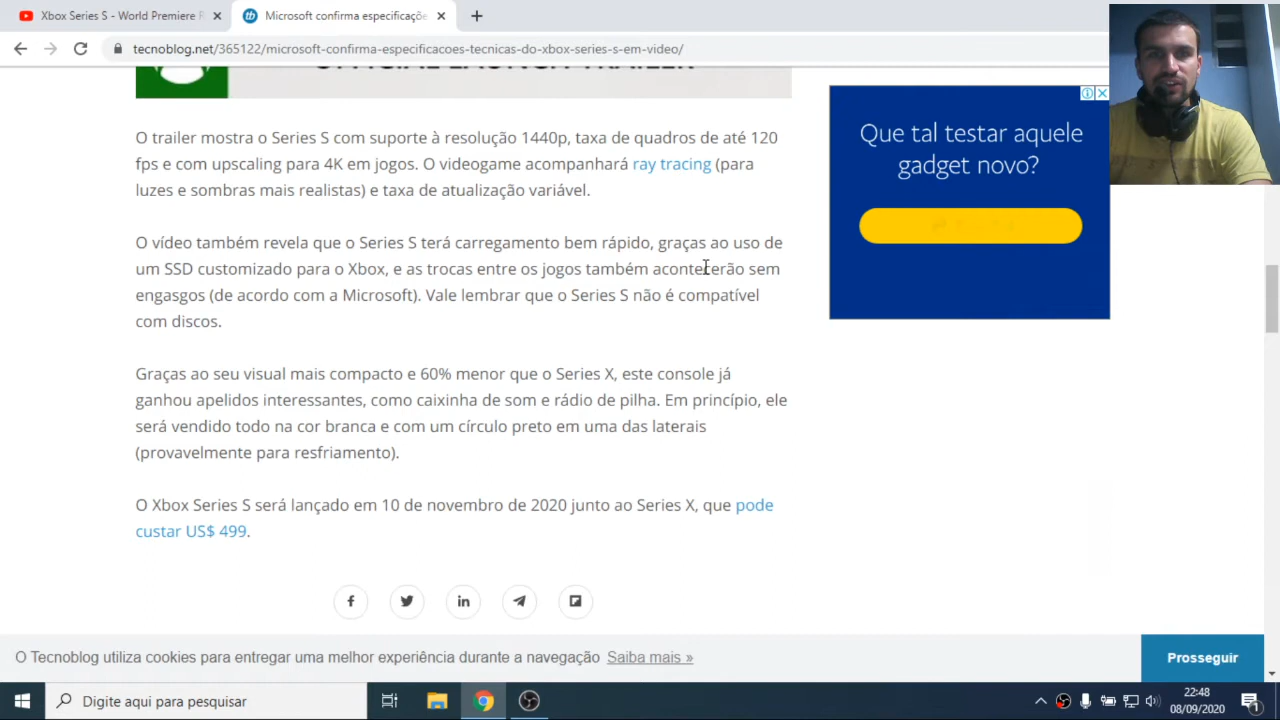 Xbox Series S - World Premiere R
Microsoft confirma especificaçõe
tecnoblog.net/365122/microsoft-confirma-especificacoes-tecnicas-do-xbox-series-s-em-video/
O trailer mostra o Series S com suporte à resolução 1440p, taxa de quadros de até 120
fps e com upscaling para 4K em jogos. O videogame acompanhará ray tracing (para
luzes e sombras mais realistas) e taxa de atualização variável.
O vídeo também revela que o Series S terá carregamento bem rápido, graças ao uso de
um SSD customizado para o Xbox, e as trocas entre os jogos também acontecerão sem
engasgos (de acordo com a Microsoft). Vale lembrar que o Series S não é compatível
com discos.
Graças ao seu visual mais compacto e 60% menor que o Series X, este console já
ganhou apelidos interessantes, como caixinha de som e rádio de pilha. Em princípio, ele
será vendido todo na cor branca e com um círculo preto em uma das laterais
(provavelmente para resfriamento).
O Xbox Series S será lançado em 10 de novembro de 2020 junto ao Series X, que pode
custar US$ 499.
Que tal testar aquele
gadget novo?
O Tecnoblog utiliza cookies para entregar uma melhor experiência durante a navegação Saiba mais »
Prosseguir
Digite aqui para pesquisar
22:48
08/09/2020
1